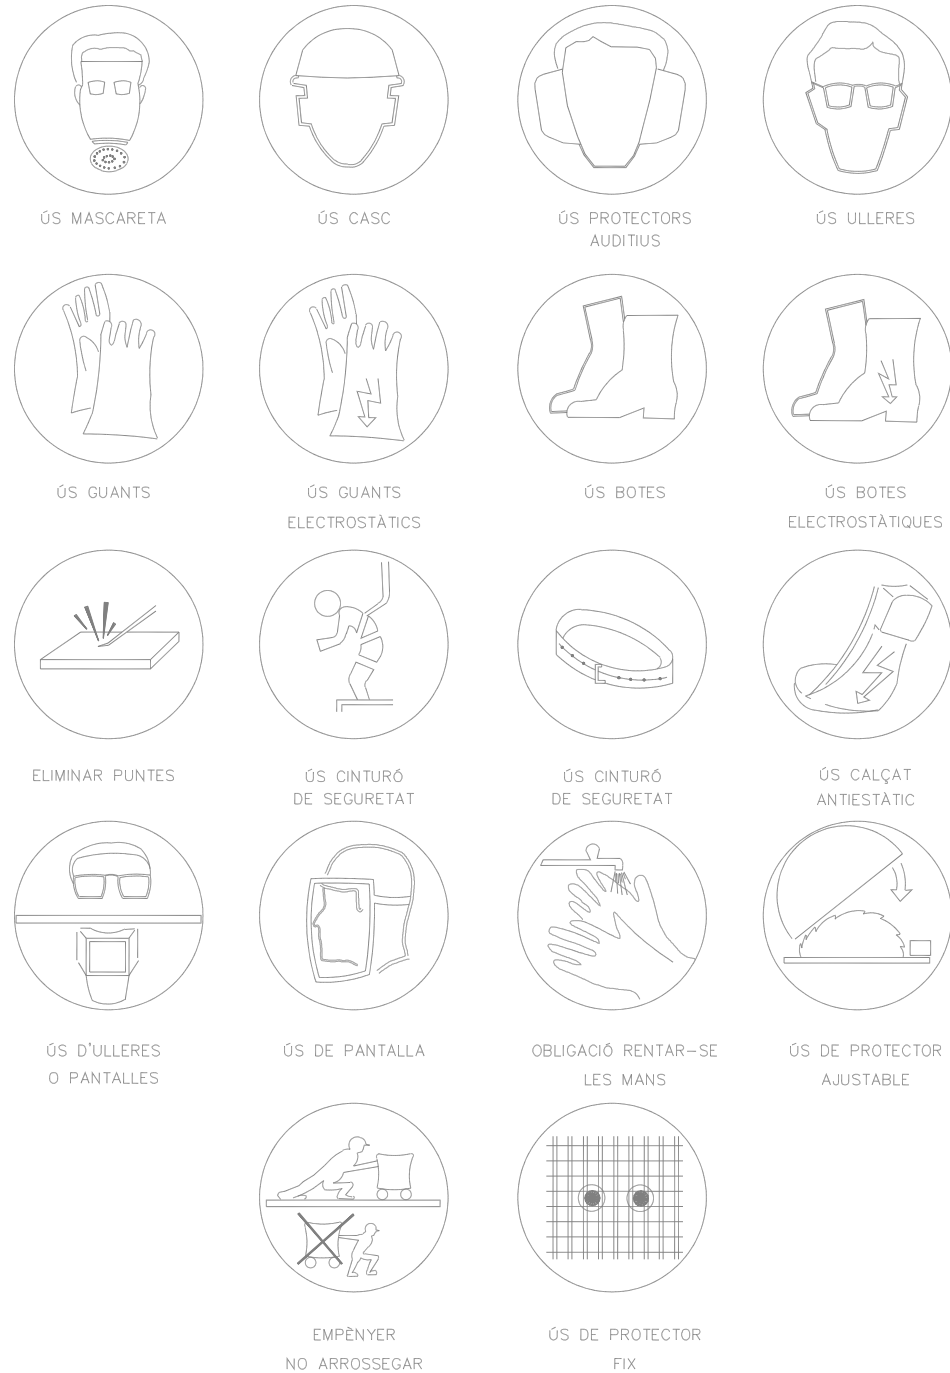 ÚS MASCARETA
ÚS CASC
ÚS PROTECTORS
AUDITIUS
ÚS ULLERES
ÚS GUANTS
ÚS GUANTS
ELECTROSTÀTICS
ÚS BOTES
ÚS BOTES
ELECTROSTÀTIQUES
ELIMINAR PUNTES
ÚS CINTURÓ
DE SEGURETAT
ÚS CINTURÓ
DE SEGURETAT
ÚS CALÇAT
ANTIESTÀTIC
ÚS D'ULLERES
O PANTALLES
ÚS DE PANTALLA
OBLIGACIÓ RENTAR-SE
LES MANS
ÚS DE PROTECTOR
AJUSTABLE
EMPÈNYER
NO ARROSSEGAR
ÚS DE PROTECTOR
FIX